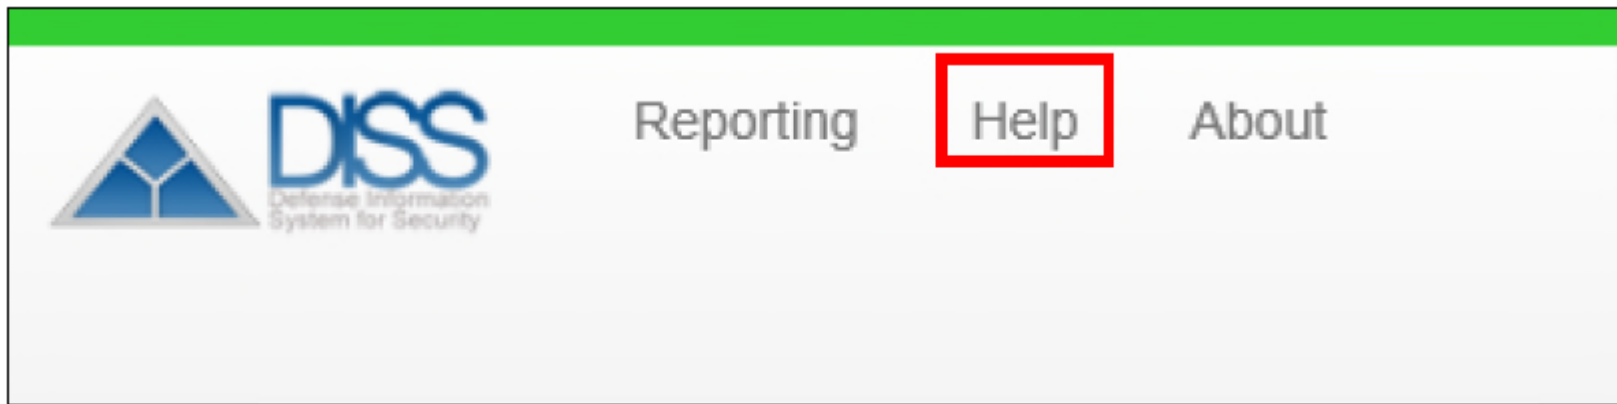 DISS
Defense Information
System for Security
Reporting
Help
About